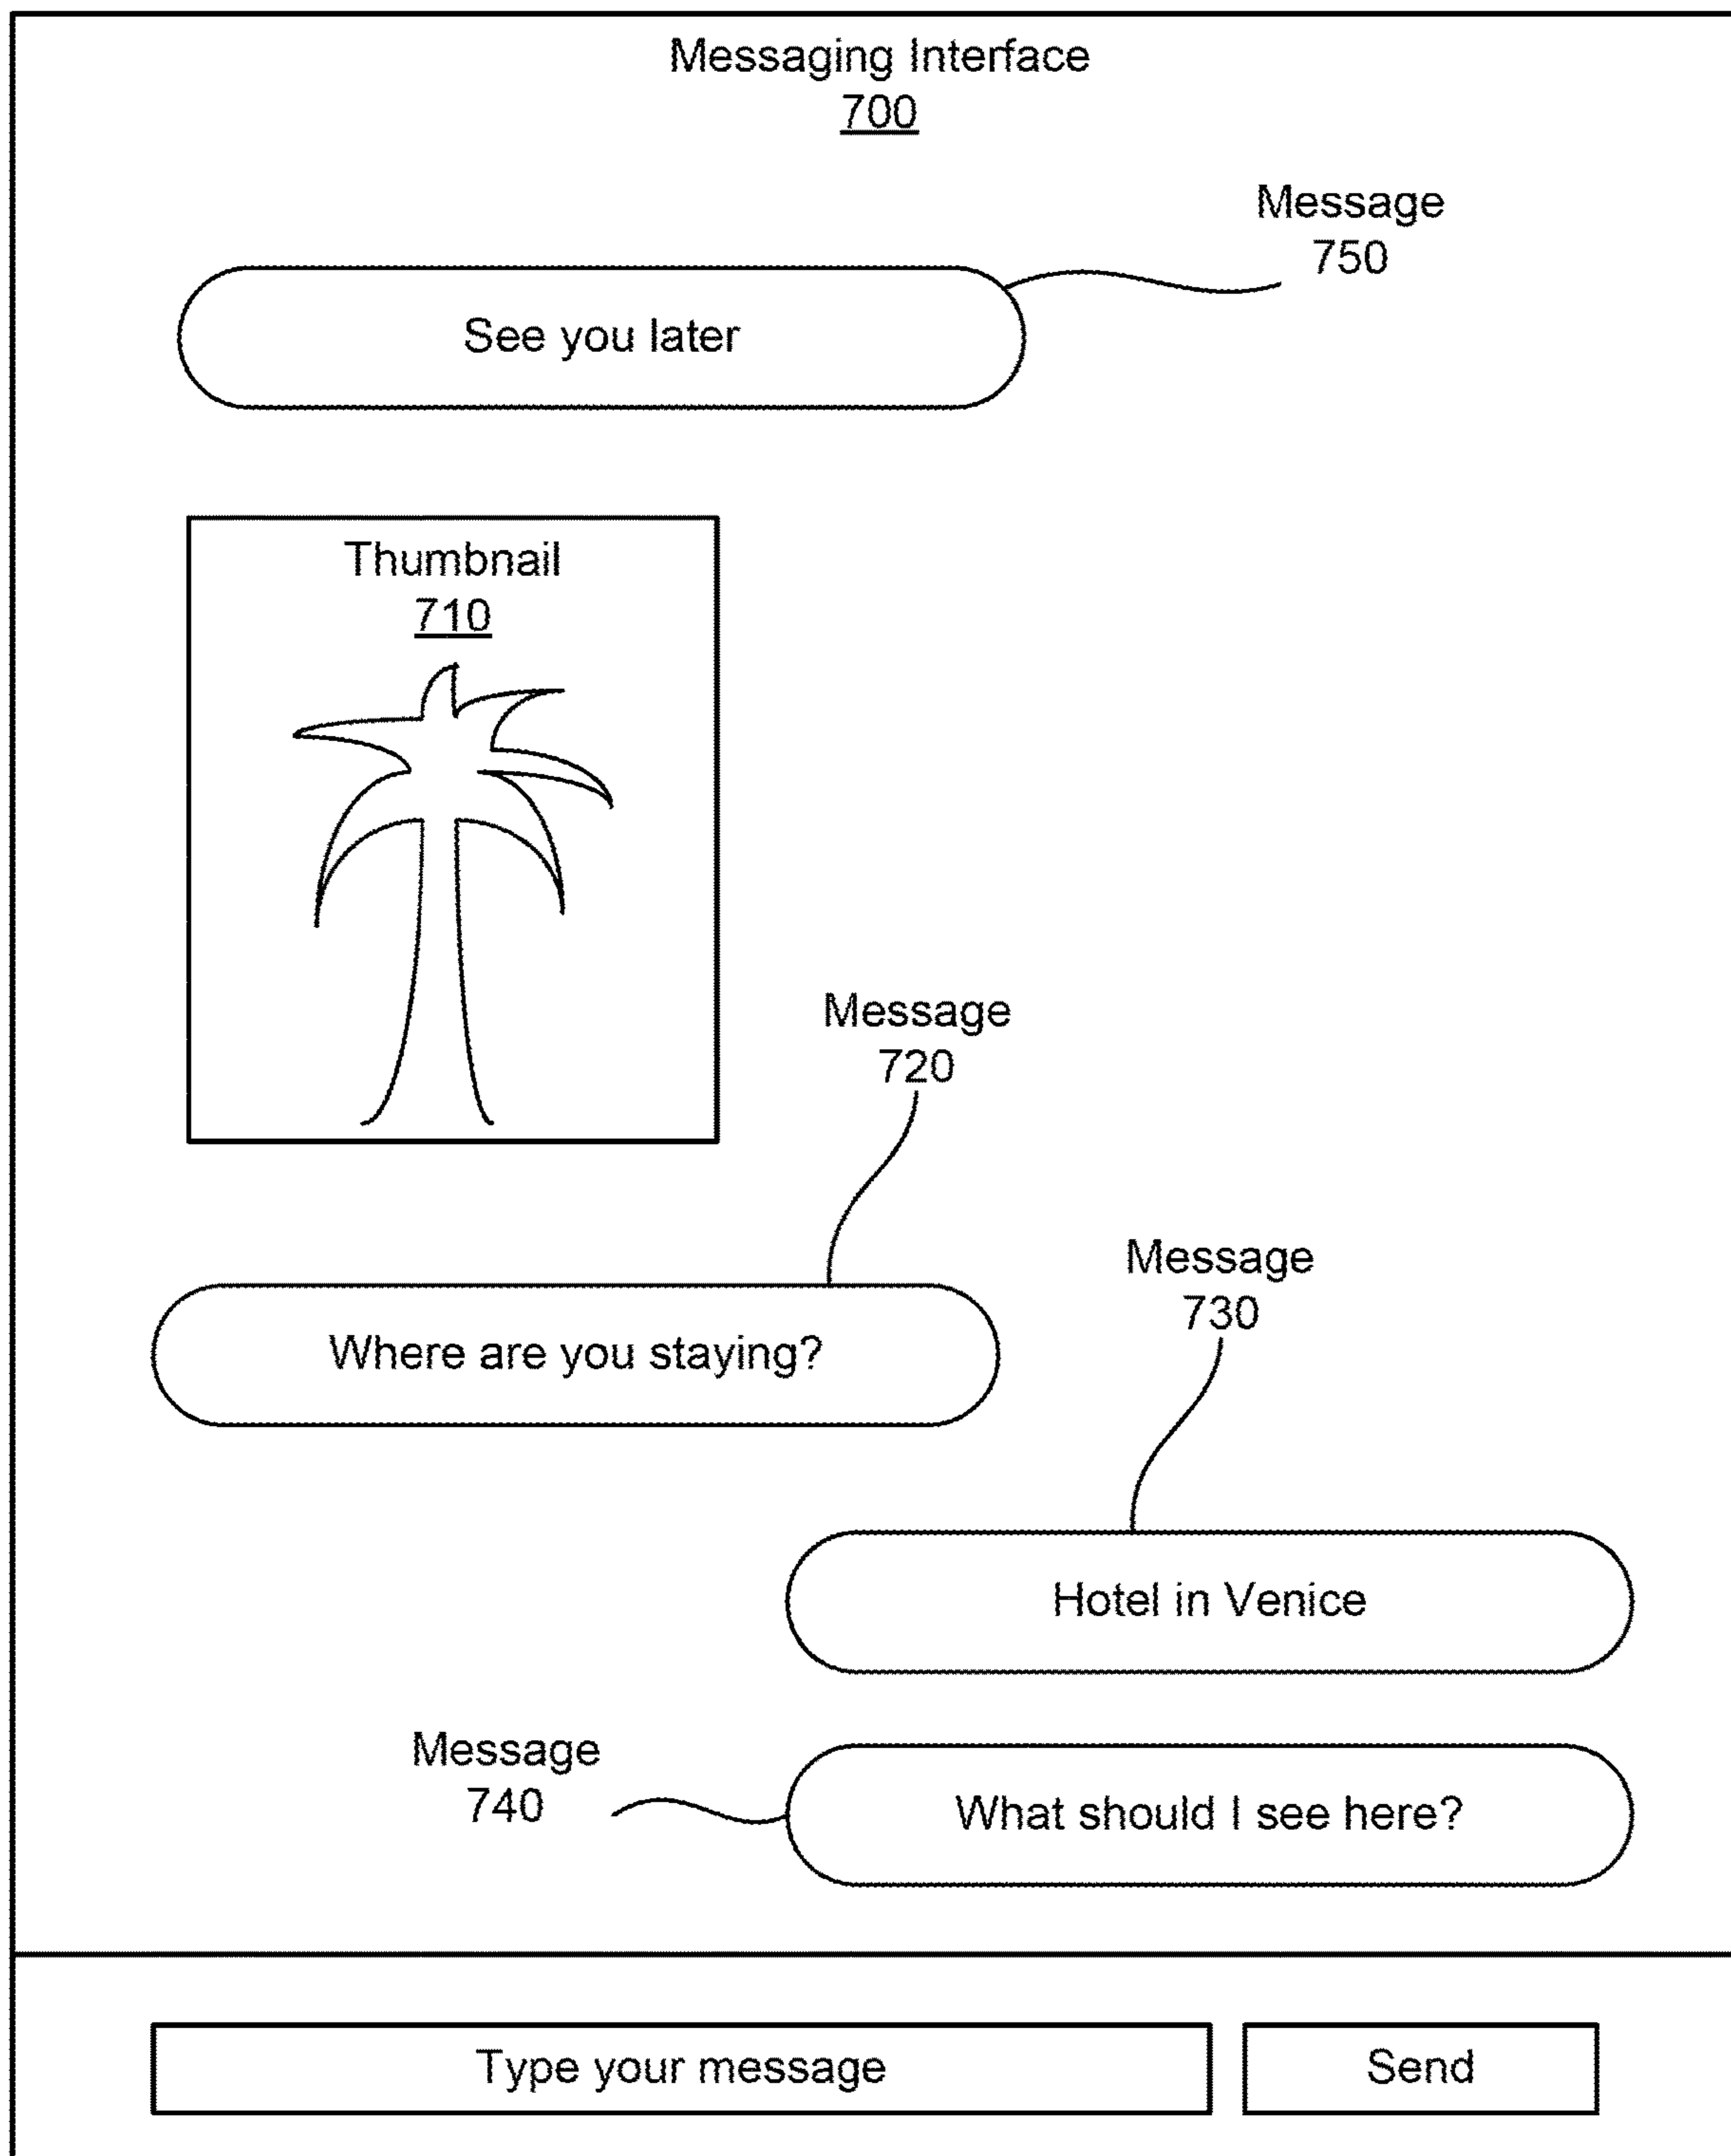 Messaging Interface
700
Message
750
See you later
Thumbnail
710
Message
720
Where are you staying?
Message
730
Hotel in Venice
Message
740
What should I see here?
Type your message
Send